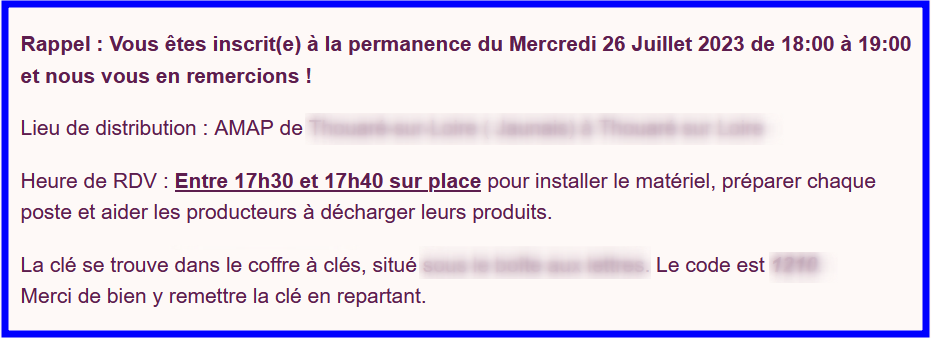 Rappel : Vous êtes inscrit(e) à la permanence du Mercredi 26 Juillet 2023 de 18:00 à 19:00
et nous vous en remercions !
Lieu de distribution : AMAP de
Heure de RDV : Entre 17h30 et 17h40 sur place pour installer le matériel, préparer chaque
poste et aider les producteurs à décharger leurs produits.
La clé se trouve dans le coffre à clés, situé . Le code est
Merci de bien y remettre la clé en repartant.